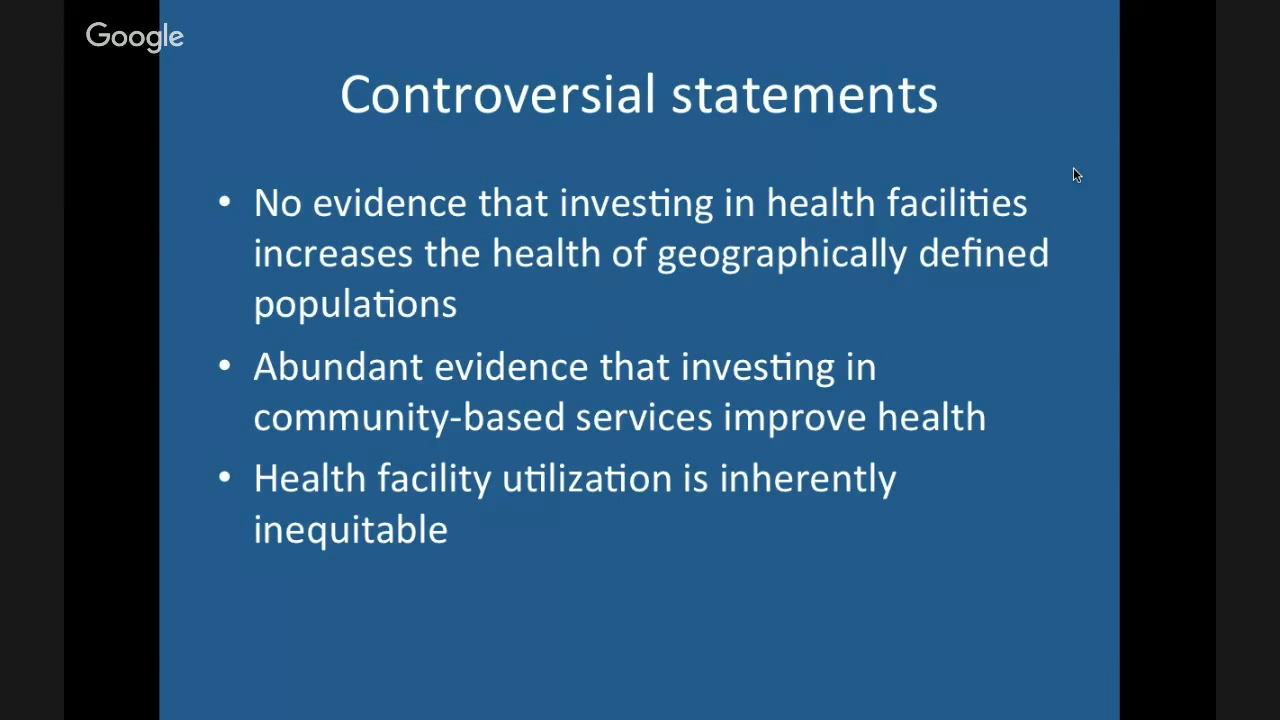 Google
Controversial statements
• No evidence that investing in health facilities
increases the health of geographically defined
populations
• Abundant evidence that investing in
community-based services improve health
• Health facility utilization is inherently
inequitable